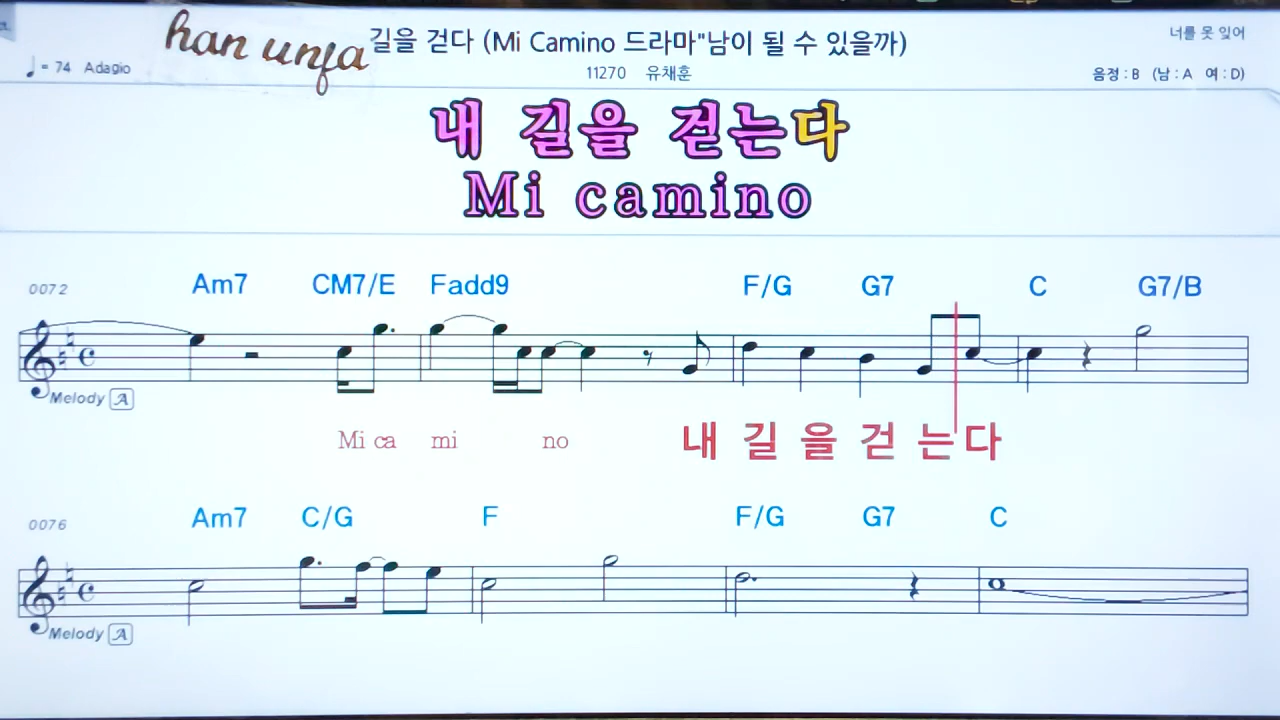 han unfa
길을 걷다 (Mi Camino 드라마"남이 될 수 있을까)
너를 못 잊어
= 74 Adagio
11270 유채훈
음정 : B (남 : A 여 : D)
내 길을 걷는다
Mi camino
0072 Am7 CM7/E Fadd9 F/G G7 C G7/B
Melody A
Mi ca mi no 내 길 을 걷 는 다
0076 Am7 C/G F F/G G7 C
Melody A